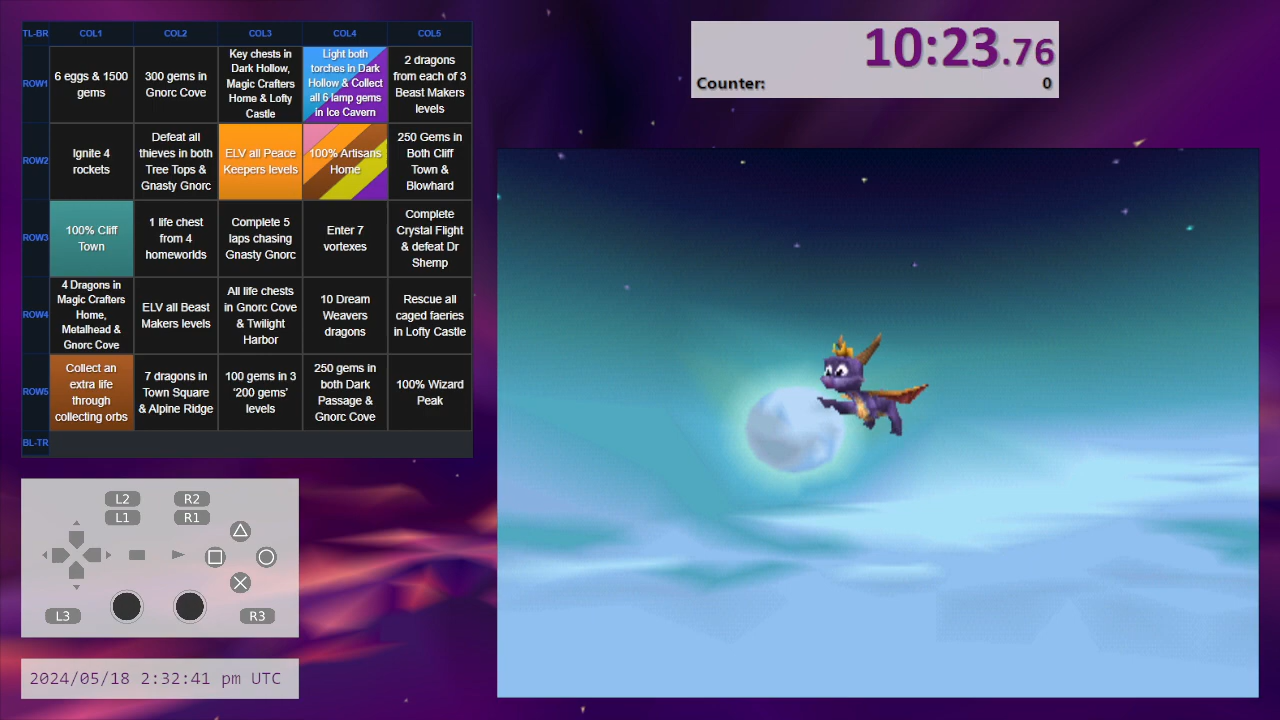 TL-BR COL1 COL2 COL3 COL4 COL5
ROW1
6 eggs & 1500
gems
300 gems in
Gnorc Cove
Key chests in
Dark Hollow,
Magic Crafters
Home & Lofty
Castle
Light both
torches in Dark
Hollow & Collect
all 6 lamp gems
in Ice Cavern
2 dragons
from each of 3
Beast Makers
levels
ROW2
Ignite 4
rockets
Defeat all
thieves in both
Tree Tops &
Gnasty Gnorc
ELV all Peace
Keepers levels
100% Artisans
Home
250 Gems in
Both Cliff
Town &
Blowhard
ROW3
100% Cliff
Town
1 life chest
from 4
homeworlds
Complete 5
laps chasing
Gnasty Gnorc
Enter 7
vortexes
Complete
Crystal Flight
& defeat Dr
Shemp
ROW4
4 Dragons in
Magic Crafters
Home,
Metalhead &
Gnorc Cove
ELV all Beast
Makers levels
All life chests
in Gnorc Cove
& Twilight
Harbor
10 Dream
Weavers
dragons
Rescue all
caged faeries
in Lofty Castle
ROW5
Collect an
extra life
through
collecting orbs
7 dragons in
Town Square
& Alpine Ridge
100 gems in 3
'200 gems'
levels
250 gems in
both Dark
Passage &
Gnorc Cove
100% Wizard
Peak
BL-TR
10:23.76
Counter: 0
L2 R2
L1 R1
L3 R3
2024/05/18 2:32:41 pm UTC